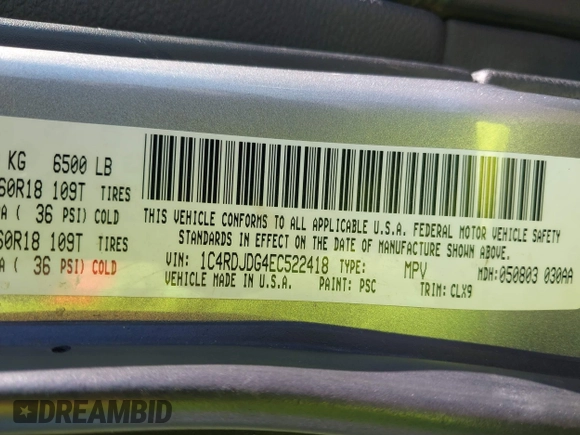 KG 6500 LB
60R18 109T TIRES
A ( 36 PSI) COLD
60R18 109T TIRES
A ( 36 PSI) COLD
THIS VEHICLE CONFORMS TO ALL APPLICABLE U.S.A. FEDERAL MOTOR VEHICLE SAFETY
STANDARDS IN EFFECT ON THE DATE OF MANUFACTURE SHOWN ABOVE.
VIN: 1C4RDJDG4EC522418 TYPE: MPV MDH:050803 030AA
VEHICLE MADE IN U.S.A. PAINT: PSC TRIM: CLX9
DREAMBID